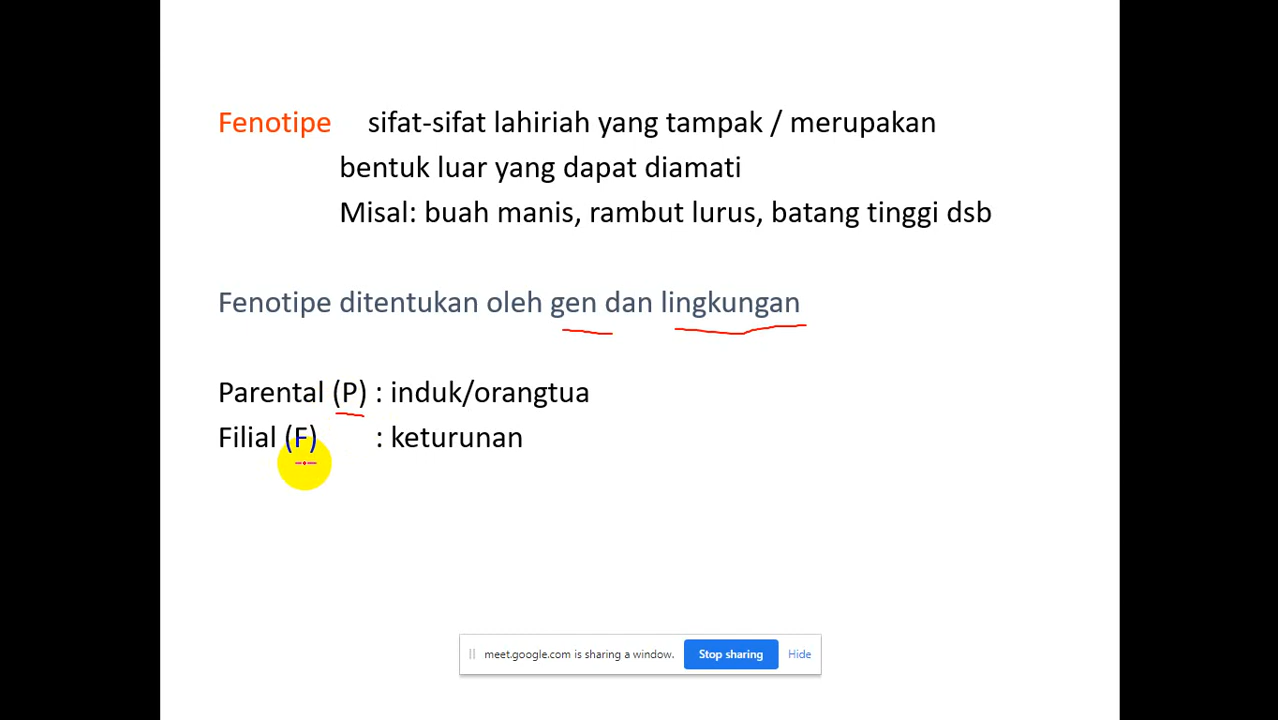 Fenotipe sifat-sifat lahiriah yang tampak / merupakan
bentuk luar yang dapat diamati
Misal: buah manis, rambut lurus, batang tinggi dsb
Fenotipe ditentukan oleh gen dan lingkungan
Parental (P) : induk/orangtua
Filial (F) : keturunan
meet.google.com is sharing a window. Stop sharing Hide